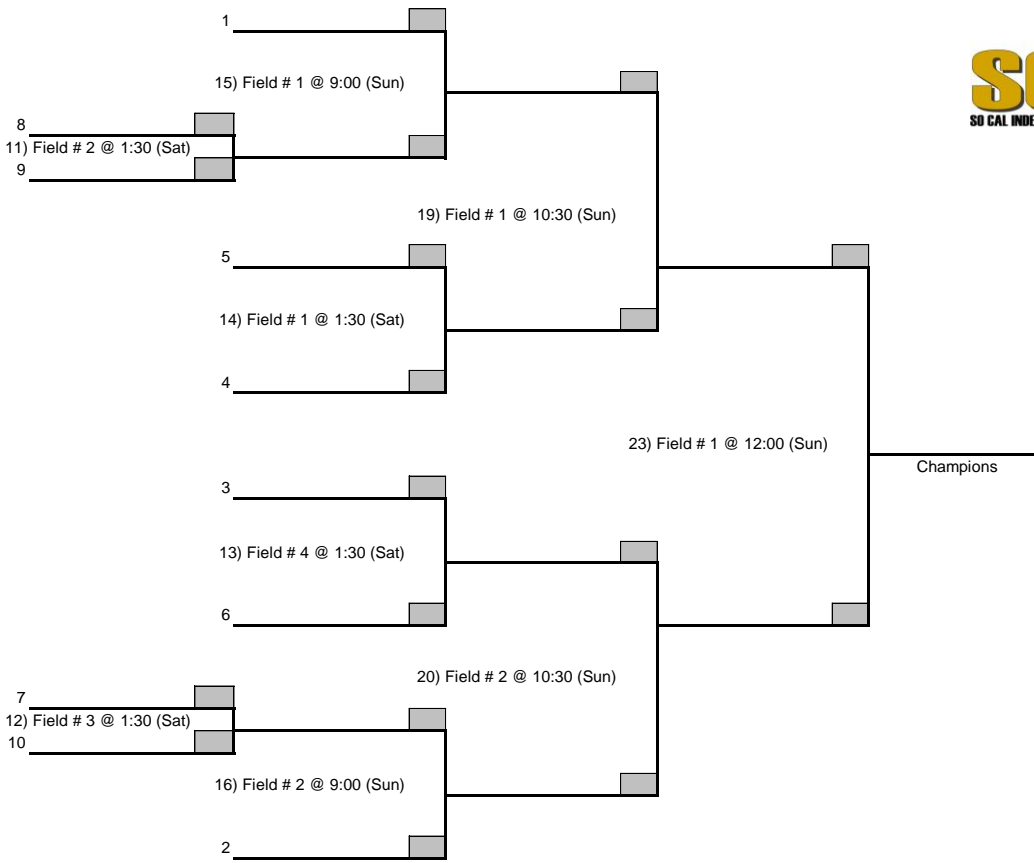 1
15) Field # 1 @ 9:00 (Sun)
8
11) Field # 2 @ 1:30 (Sat)
9
19) Field # 1 @ 10:30 (Sun)
5
14) Field # 1 @ 1:30 (Sat)
4
23) Field # 1 @ 12:00 (Sun)
Champions
3
13) Field # 4 @ 1:30 (Sat)
6
20) Field # 2 @ 10:30 (Sun)
7
12) Field # 3 @ 1:30 (Sat)
10
16) Field # 2 @ 9:00 (Sun)
2
SO CAL